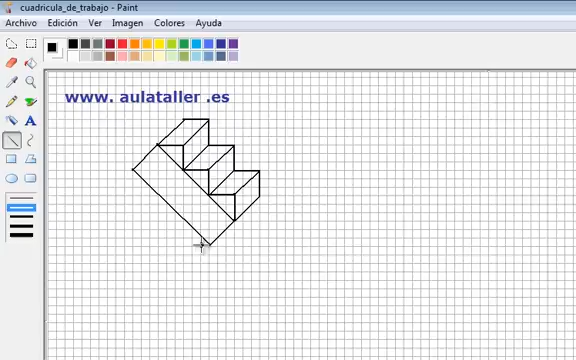 cuadricula_de_trabajo - Paint
Archivo Edición Ver Imagen Colores Ayuda
www. aulataller .es
A